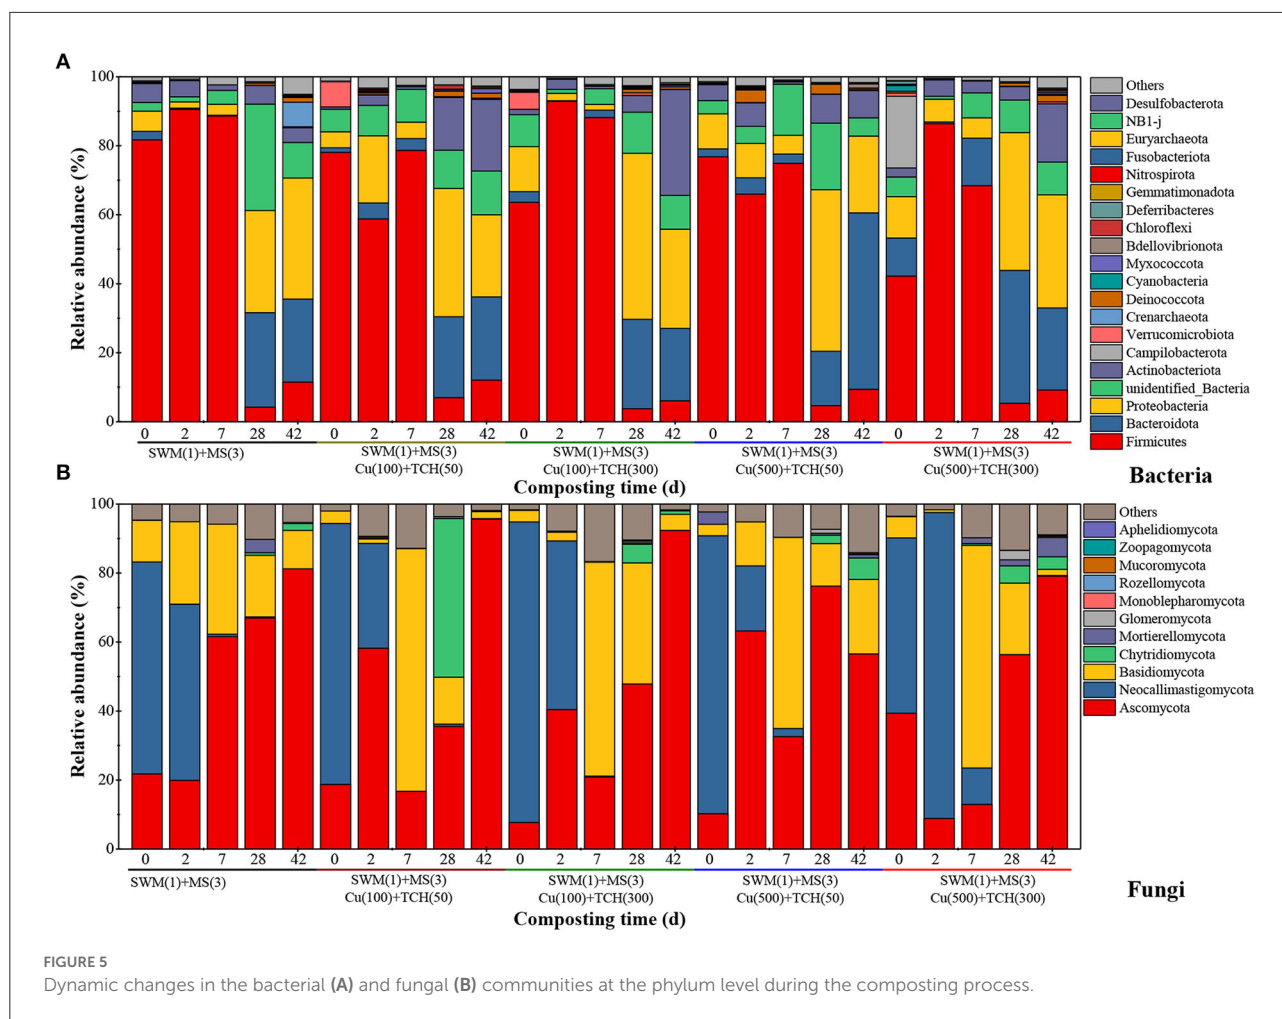 A
Relative abundance (%)
100
80
60
40
20
0
0 2 7 28 42 0 2 7 28 42 0 2 7 28 42 0 2 7 28 42 0 2 7 28 42
SWM(1)+MS(3) SWM(1)+MS(3) SWM(1)+MS(3) SWM(1)+MS(3) SWM(1)+MS(3)
Cu(100)+TCH(50) Cu(100)+TCH(300) Cu(500)+TCH(50) Cu(500)+TCH(300)
Composting time (d)
Others
Desulfobacterota
NB1-j
Euryarchaeota
Fusobacteriota
Nitrospirota
Gemmatimonadota
Deferribacteres
Chloroflexi
Bdellovibrionota
Myxococcota
Cyanobacteria
Deinococcota
Crenarchaeota
Verrucomicrobiota
Campilobacterota
Actinobacteriota
unidentified_Bacteria
Proteobacteria
Bacteroidota
Firmicutes
Bacteria
B
Relative abundance (%)
100
80
60
40
20
0
0 2 7 28 42 0 2 7 28 42 0 2 7 28 42 0 2 7 28 42 0 2 7 28 42
SWM(1)+MS(3) SWM(1)+MS(3) SWM(1)+MS(3) SWM(1)+MS(3) SWM(1)+MS(3)
Cu(100)+TCH(50) Cu(100)+TCH(300) Cu(500)+TCH(50) Cu(500)+TCH(300)
Composting time (d)
Others
Aphelidiomycota
Zoopagomycota
Mucoromycota
Rozellomycota
Monoblepharomycota
Glomeromycota
Mortierellomycota
Chytridiomycota
Basidiomycota
Neocallimastigomycota
Ascomycota
Fungi
FIGURE 5
Dynamic changes in the bacterial (A) and fungal (B) communities at the phylum level during the composting process.